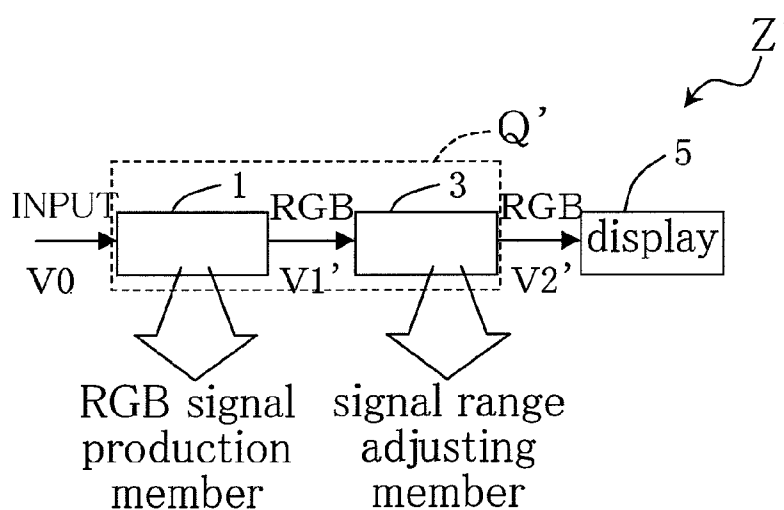 Z
Q'
INPUT
1
RGB
3
RGB
5
display
V0
V1'
V2'
RGB signal
production
member
signal range
adjusting
member